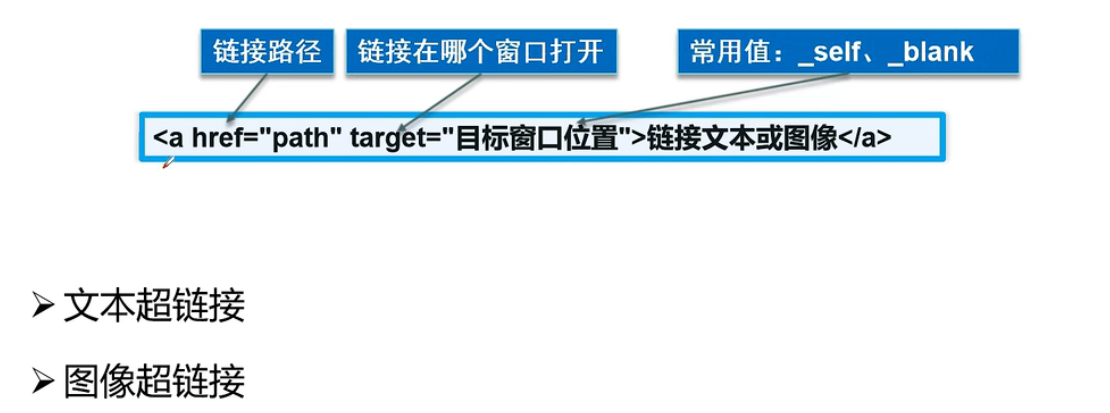 链接路径
链接在哪个窗口打开
常用值：_self、_blank
<a href="path" target="目标窗口位置">链接文本或图像</a>
文本超链接
图像超链接